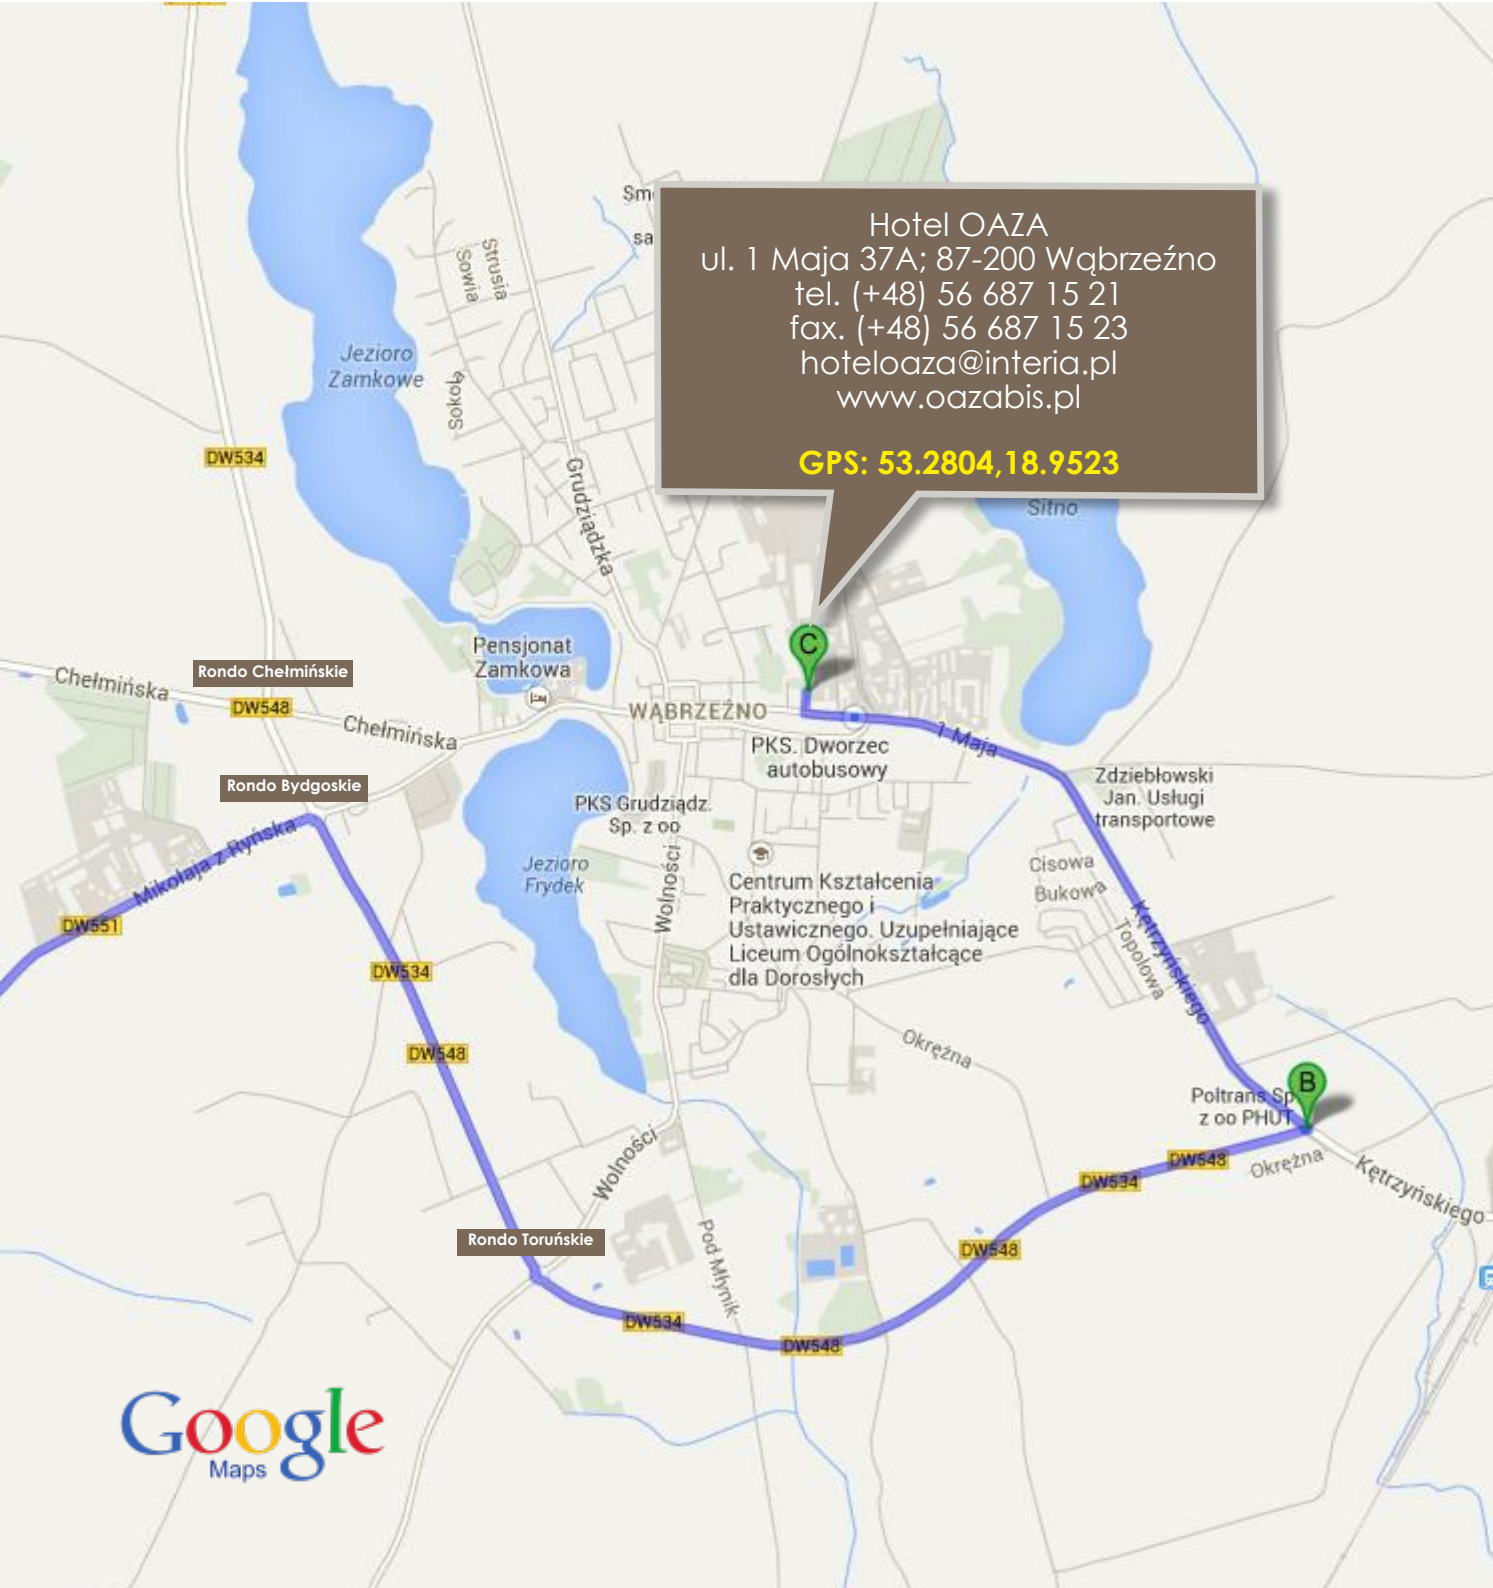 Sm
sa
Hotel OAZA
ul. 1 Maja 37A; 87-200 Wąbrzeźno
tel. (+48) 56 687 15 21
fax. (+48) 56 687 15 23
hoteloaza@interia.pl
www.oazabis.pl
GPS: 53.2804,18.9523
Strusia
Sowia
Sokoła
Jezioro
Zamkowe
DW534
Grudziądzka
Sitno
C
Pensjonat
Zamkowa
Rondo Chełmińskie
Chełmińska
DW548
Chełmińska
WĄBRZEŹNO
PKS. Dworzec
autobusowy
1 Maja
Zdziebłowski
Jan. Usługi
transportowe
Rondo Bydgoskie
PKS Grudziądz.
Sp. z oo
Mikołaja z Ryńska
Jezioro
Frydek
Wolności
Centrum Kształcenia
Praktycznego i
Ustawicznego. Uzupełniające
Liceum Ogólnokształcące
dla Dorosłych
Cisowa
Bukowa
Topolowa
Kętrzyńskiego
DW551
DW534
DW548
Okrężna
B
Poltrans Sp.
z oo PHUT
DW548
Okrężna
Kętrzyńskiego
DW534
Wolności
Rondo Toruńskie
Pod Młynik
DW548
DW534
DW548
Google
Maps